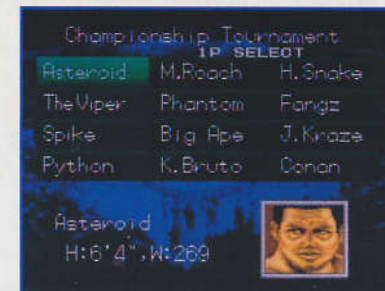 Championship Tournament
1P SELECT
Asteroid M.Roach H.Snake
The Viper Phantom Fangz
Spike Big Ape J.Kraze
Python K.Bruto Conan
Asteroid
H:6'4",W:269